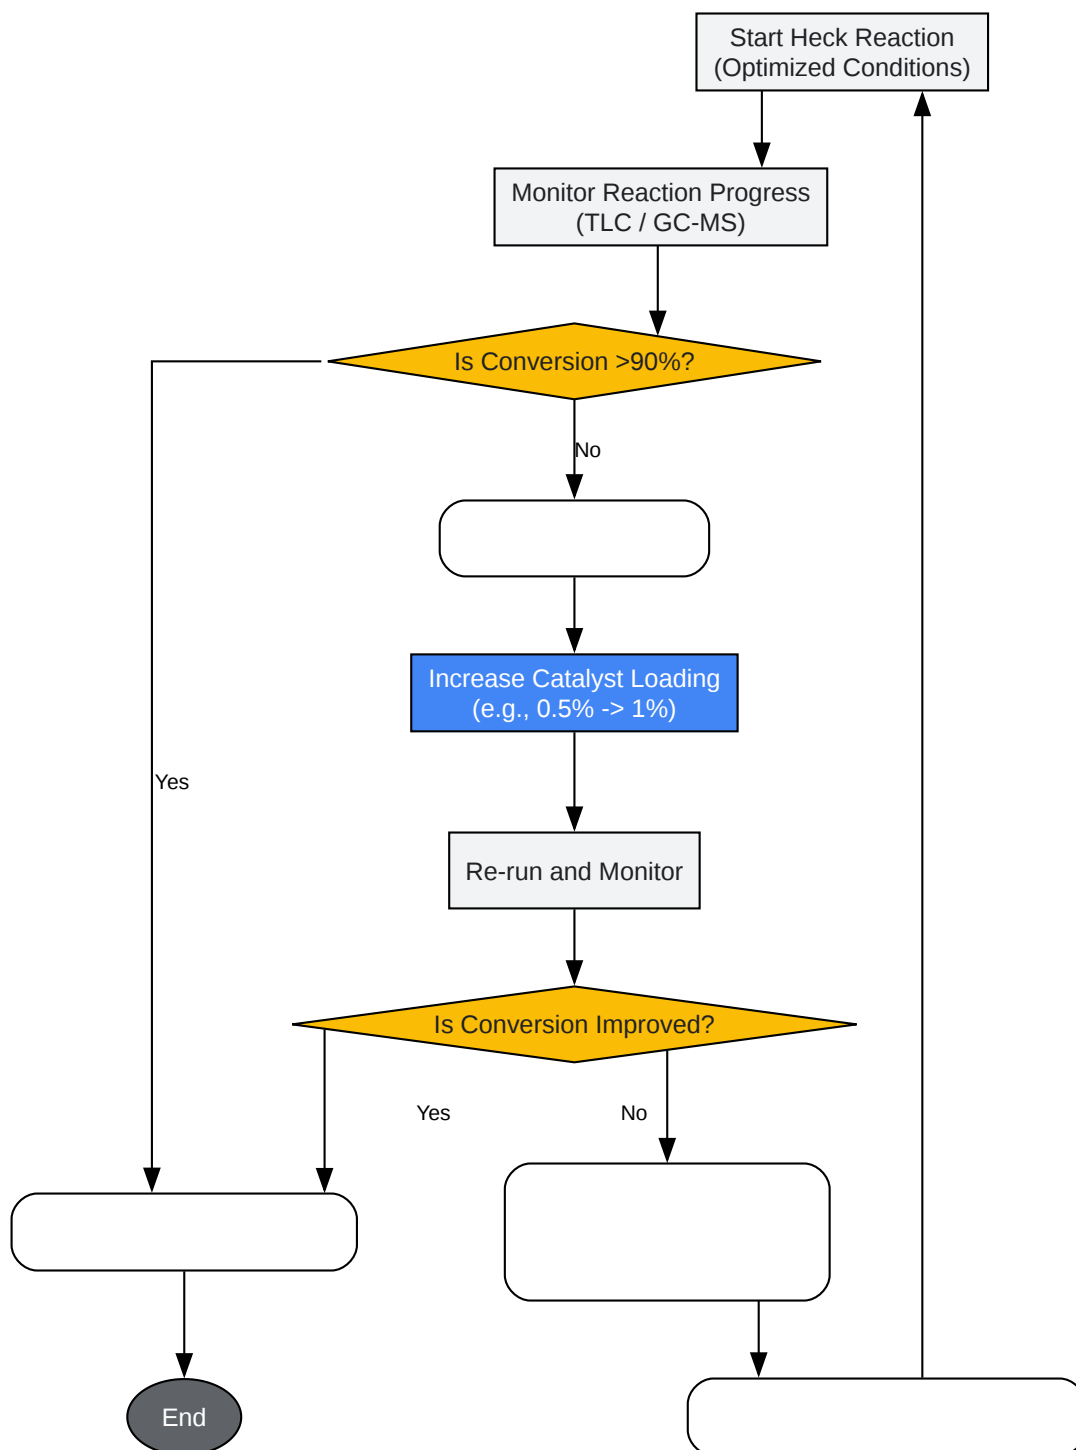 Start Heck Reaction
(Optimized Conditions)
Monitor Reaction Progress
(TLC / GC-MS)
Is Conversion >90%?
No
Increase Catalyst Loading
(e.g., 0.5% -> 1%)
Yes
Re-run and Monitor
Is Conversion Improved?
Yes
No
End